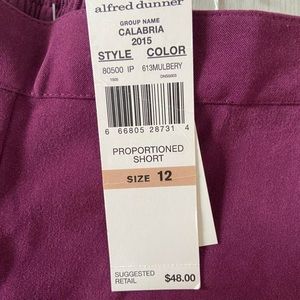 alfred dunner
GROUP NAME
CALABRIA
2015
STYLE COLOR
80500 IP 613MULBERY
6 66805 28731 4
PROPORTIONED
SHORT
SIZE 12
SUGGESTED
RETAIL $48.00